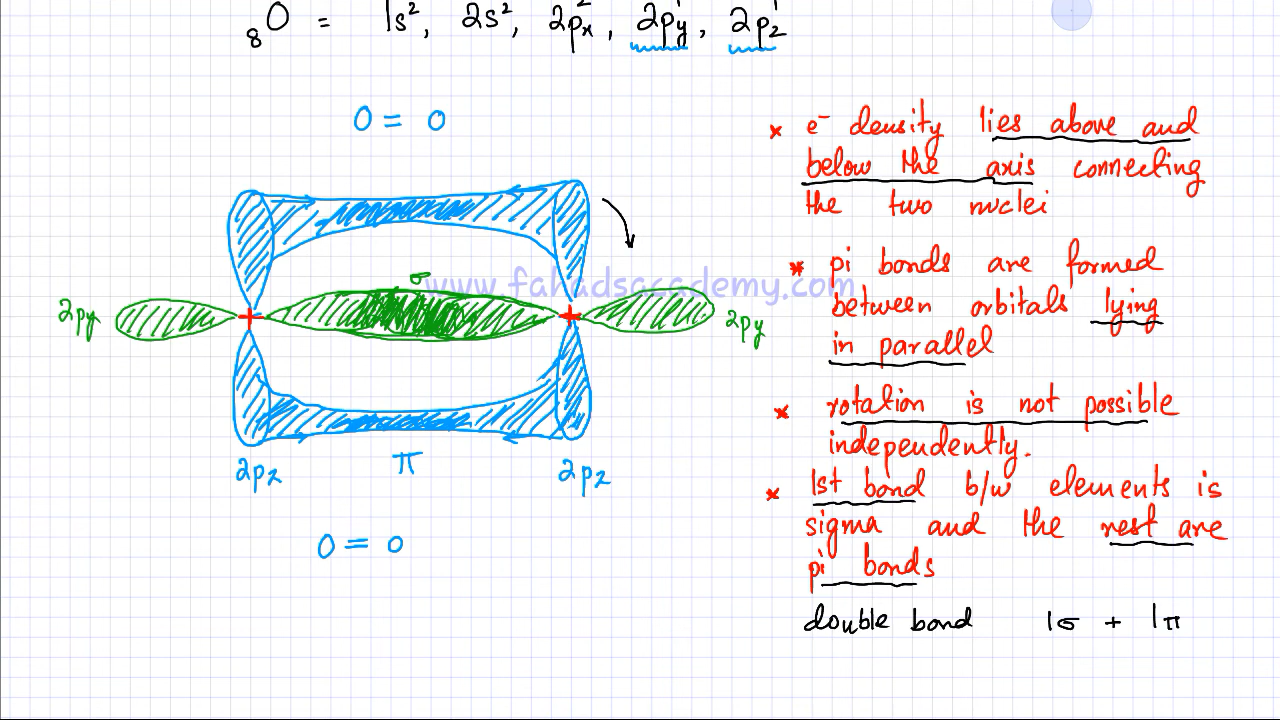 ₈O = 1s², 2s², 2pₓ², 2py¹, 2pz¹
O = O
* e⁻ density lies above and
below the axis connecting
the two nuclei
* pi bonds are formed
between orbitals lying
in parallel
* rotation is not possible
independently.
* 1st bond b/w elements is
sigma and the rest are
pi bonds
double bond 1σ + 1π
σ
www.fahadsacademy.com
2py
2py
2pz
π
2pz
O = O